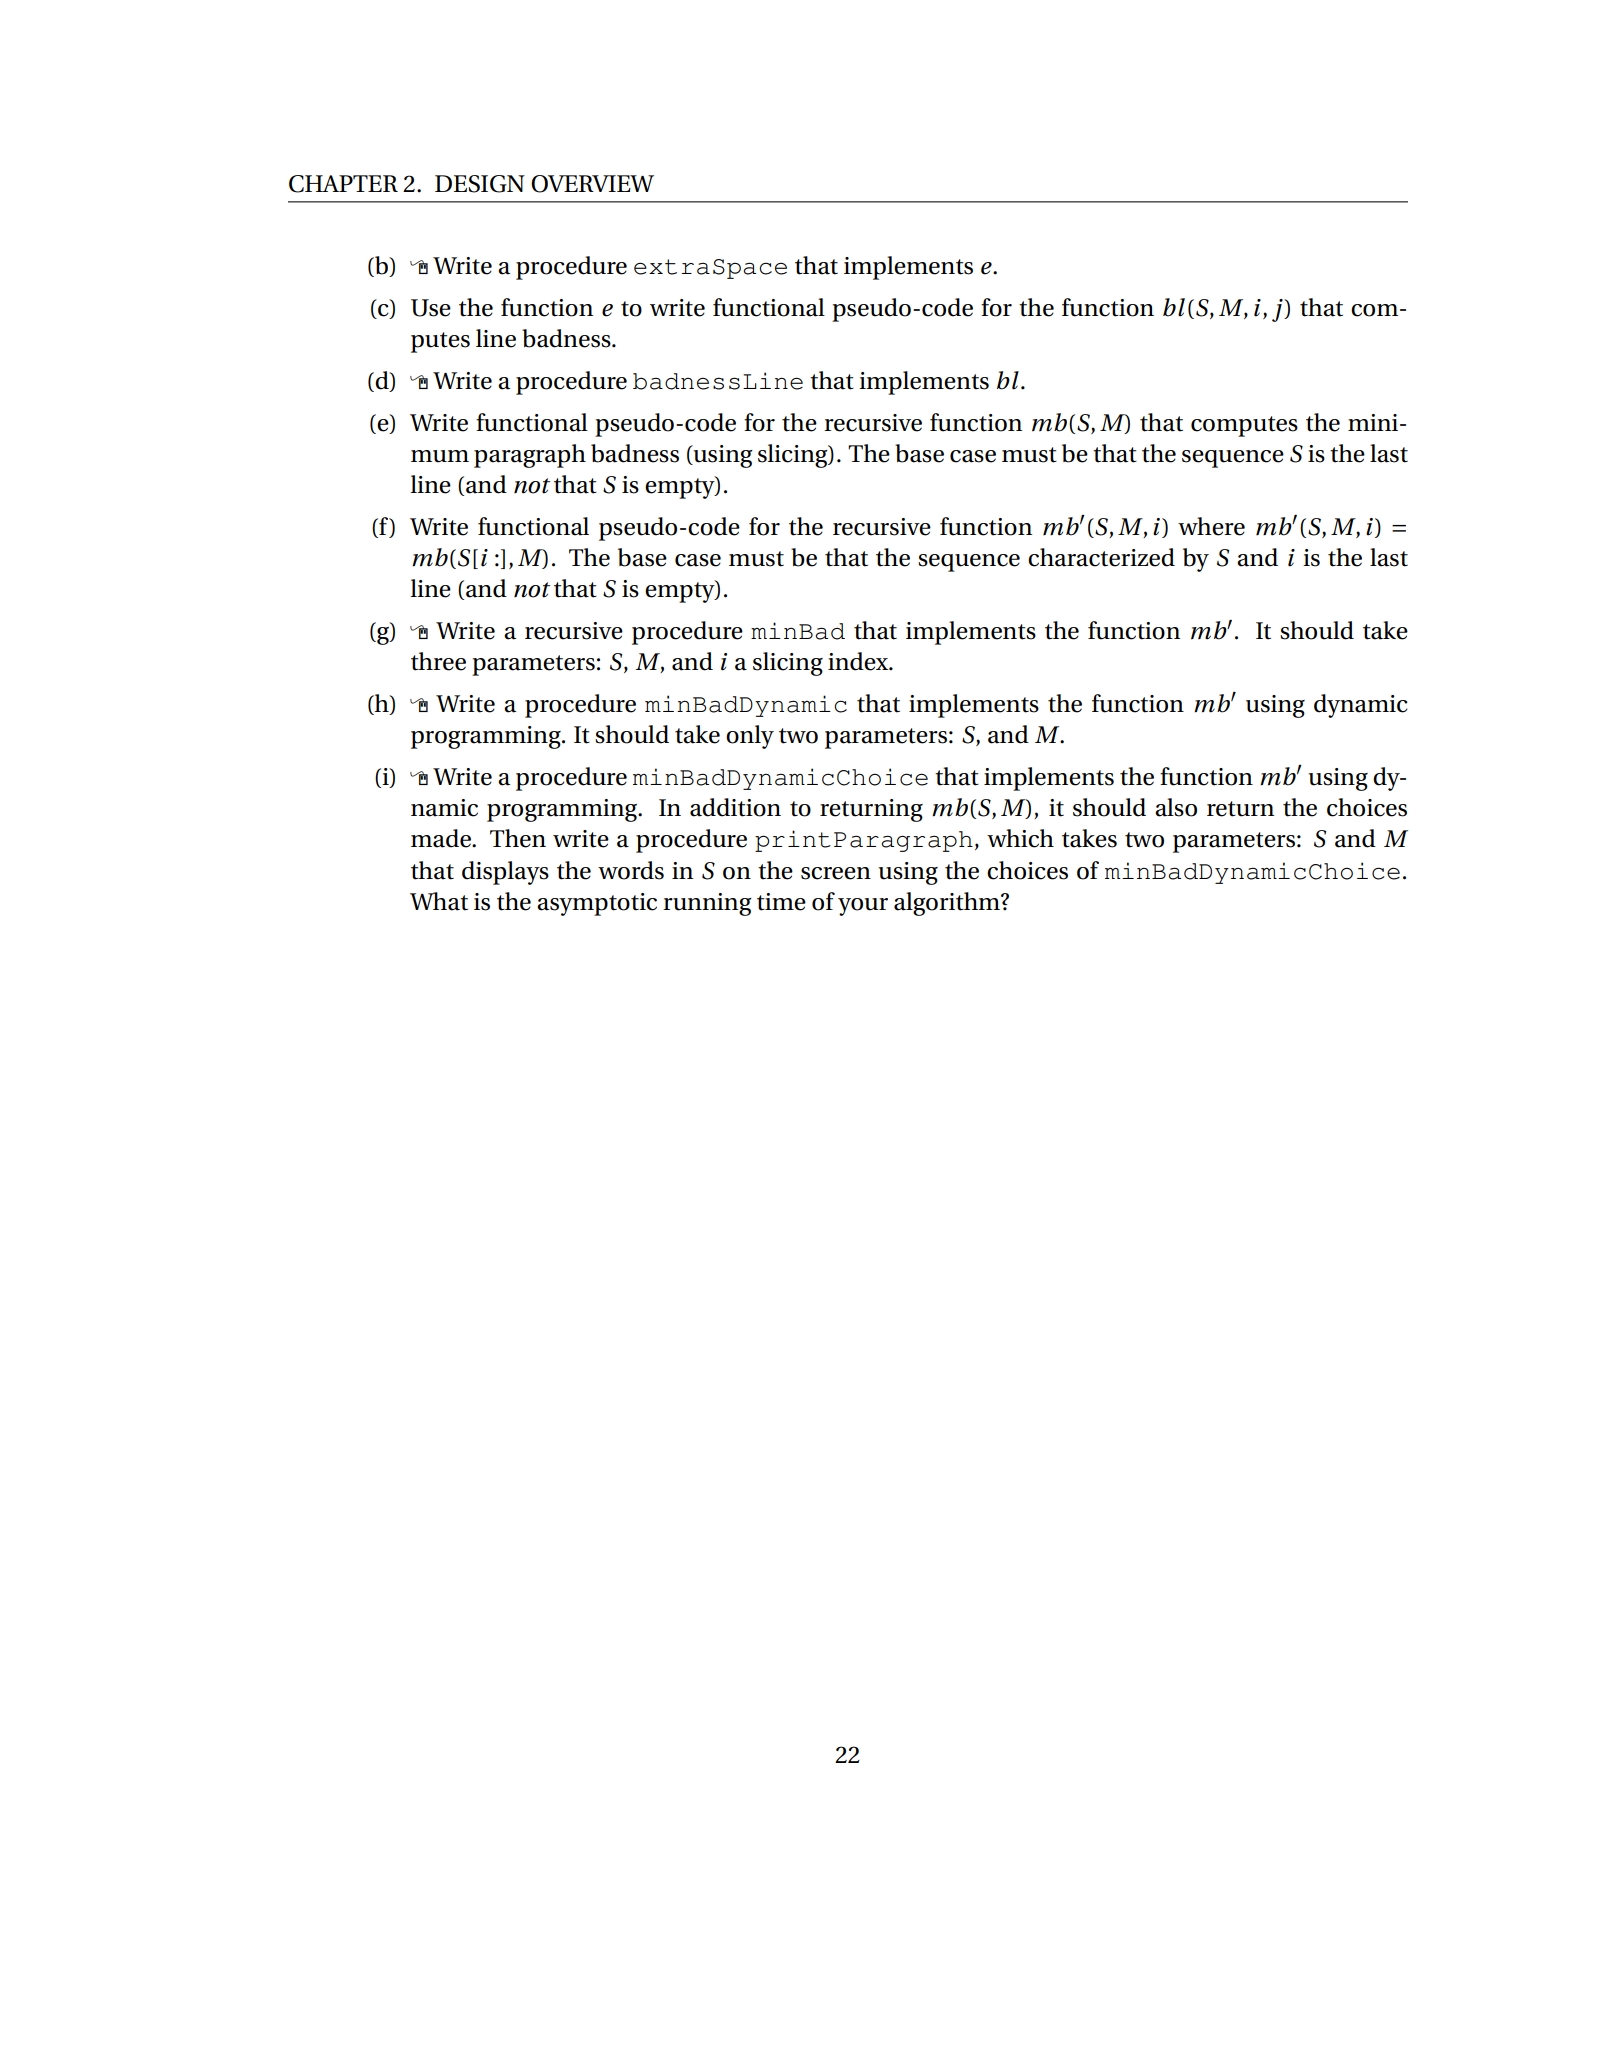 CHAPTER 2. DESIGN OVERVIEW
(b) 🖰 Write a procedure extraSpace that implements e.
(c) Use the function e to write functional pseudo-code for the function bl(S, M, i, j) that com-
putes line badness.
(d) 🖰 Write a procedure badnessLine that implements bl.
(e) Write functional pseudo-code for the recursive function mb(S, M) that computes the mini-
mum paragraph badness (using slicing). The base case must be that the sequence S is the last
line (and not that S is empty).
(f) Write functional pseudo-code for the recursive function mb′(S, M, i) where mb′(S, M, i) =
mb(S[i :], M). The base case must be that the sequence characterized by S and i is the last
line (and not that S is empty).
(g) 🖰 Write a recursive procedure minBad that implements the function mb′. It should take
three parameters: S, M, and i a slicing index.
(h) 🖰 Write a procedure minBadDynamic that implements the function mb′ using dynamic
programming. It should take only two parameters: S, and M.
(i) 🖰 Write a procedure minBadDynamicChoice that implements the function mb′ using dy-
namic programming. In addition to returning mb(S, M), it should also return the choices
made. Then write a procedure printParagraph, which takes two parameters: S and M
that displays the words in S on the screen using the choices of minBadDynamicChoice.
What is the asymptotic running time of your algorithm?
22